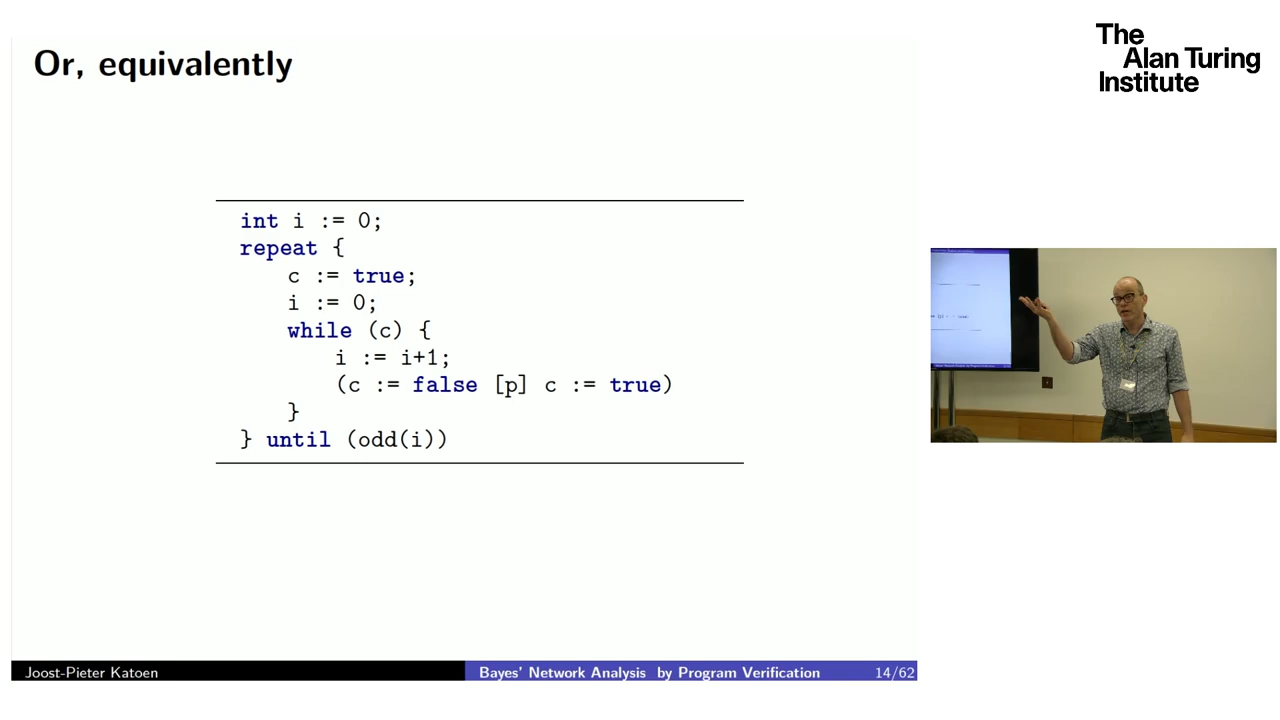 Or, equivalently
The
Alan Turing
Institute
int i := 0;
repeat {
c := true;
i := 0;
while (c) {
i := i+1;
(c := false [p] c := true)
}
} until (odd(i))
Joost-Pieter Katoen
Bayes' Network Analysis by Program Verification
14/62